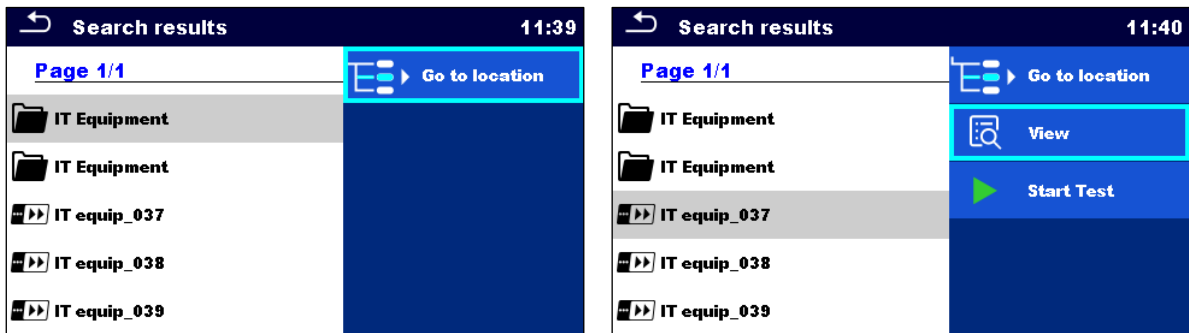 Search results 11:39
Page 1/1
Go to location
IT Equipment
IT Equipment
IT equip_037
IT equip_038
IT equip_039
Search results 11:40
Page 1/1
Go to location
IT Equipment
View
IT Equipment
Start Test
IT equip_037
IT equip_038
IT equip_039